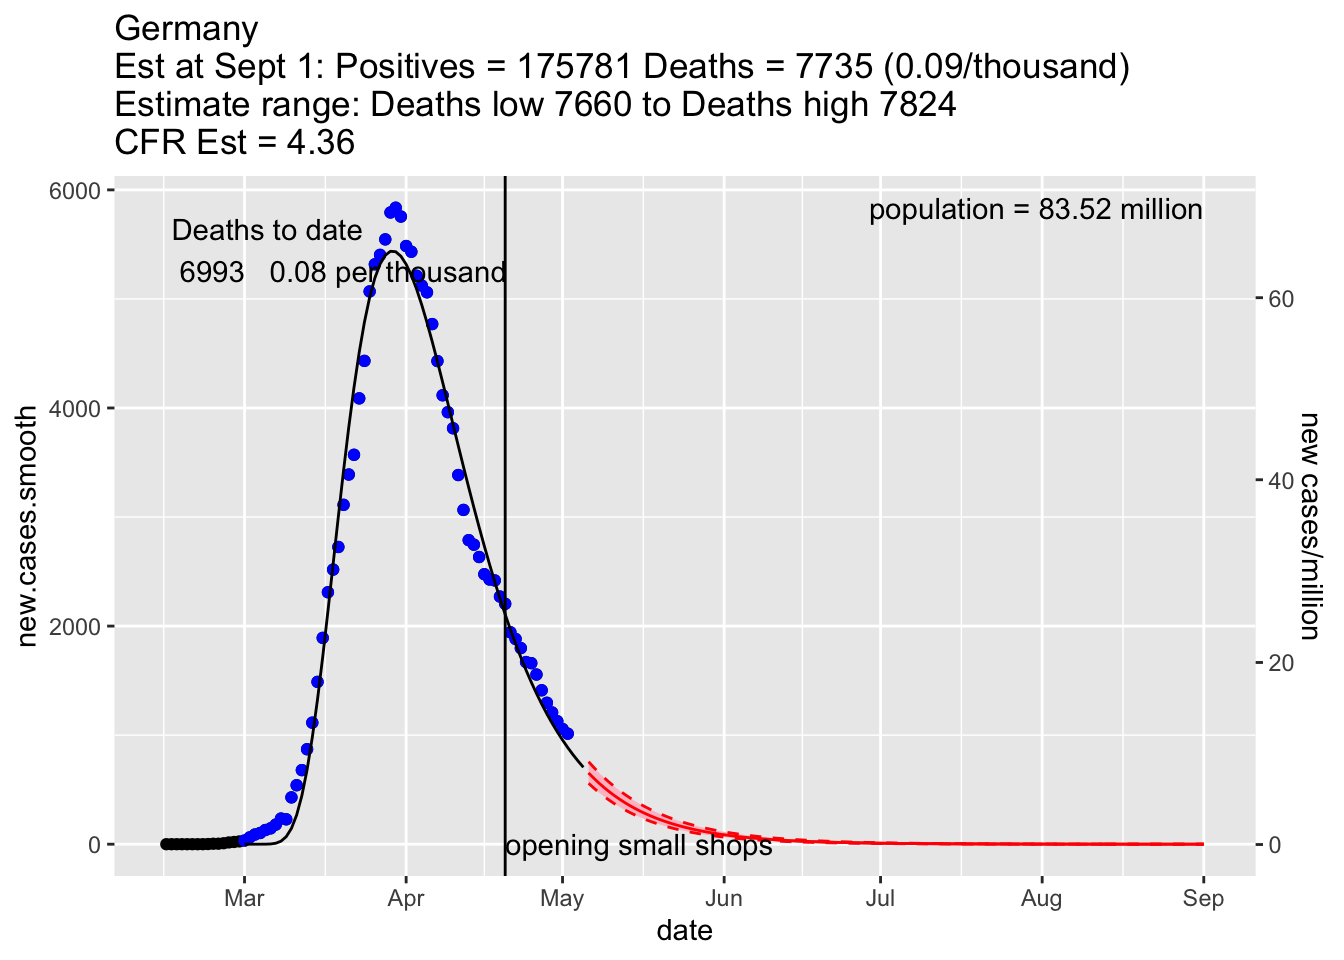 Germany
Est at Sept 1: Positives = 175781 Deaths = 7735 (0.09/thousand)
Estimate range: Deaths low 7660 to Deaths high 7824
CFR Est = 4.36
6000
4000
2000
0
new.cases.smooth
Deaths to date
6993 0.08 per thousand
population = 83.52 million
opening small shops
60
40
20
0
new cases/million
Mar Apr May Jun Jul Aug Sep
date